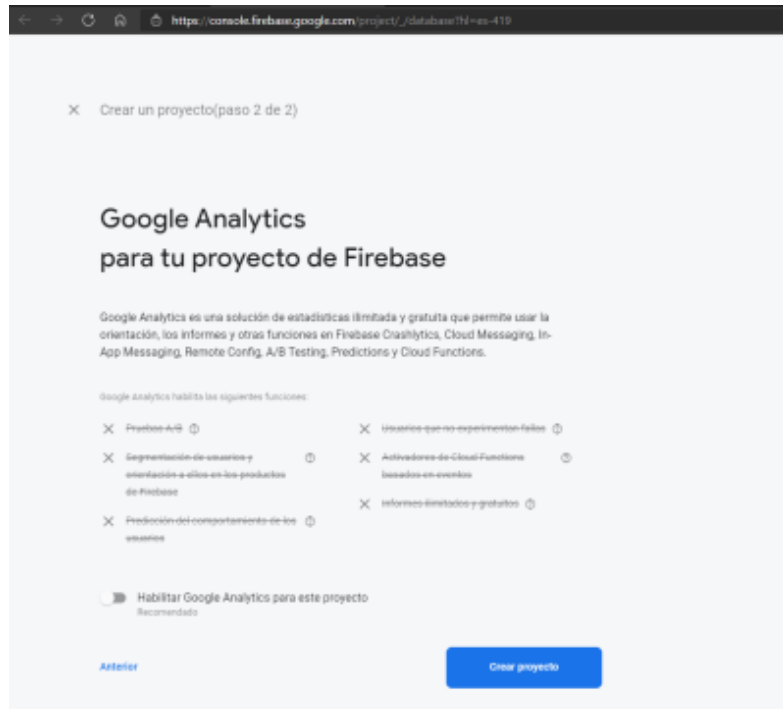 https://console.firebase.google.com/project/_/database?hl=es-419
Crear un proyecto(paso 2 de 2)
Google Analytics
para tu proyecto de Firebase
Google Analytics es una solución de estadísticas ilimitada y gratuita que permite usar la
orientación, los informes y otras funciones en Firebase Crashlytics, Cloud Messaging, In-
App Messaging, Remote Config, A/B Testing, Predictions y Cloud Functions.
Google Analytics habilita las siguientes funciones:
Pruebas A/B
Segmentación de usuarios y
orientación a ellos en los productos
de Firebase
Predicción del comportamiento de los
usuarios
Usuarios que no experimentan fallas
Activadores de Cloud Functions
basados en eventos
Informes ilimitados y gratuitos
Habilitar Google Analytics para este proyecto
Recomendado
Anterior
Crear proyecto